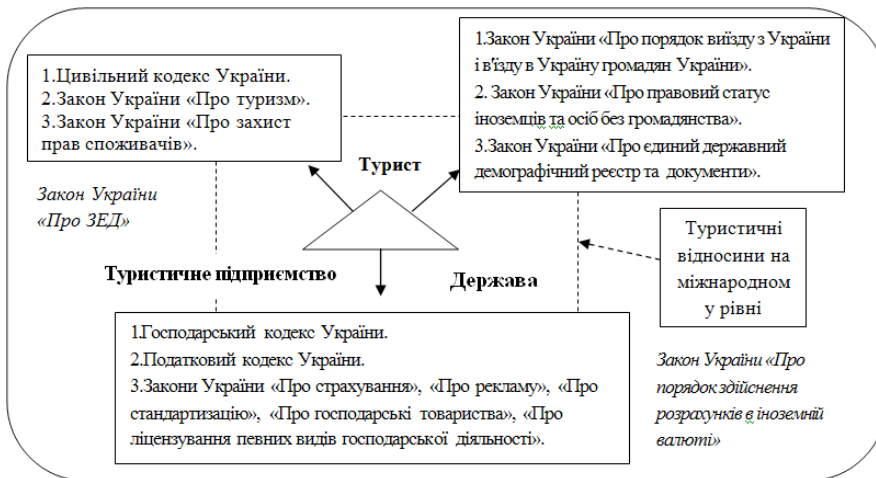 1.Цивільний кодекс України.
2.Закон України «Про туризм».
3.Закон України «Про захист
прав споживачів».
1.Закон України «Про порядок виїзду з України
і в'їзду в Україну громадян України».
2. Закон України «Про правовий статус
іноземців та осіб без громадянства».
3.Закон України «Про єдиний державний
демографічний реєстр та документи».
Турист
Закон України
«Про ЗЕД»
Туристичні
відносини на
міжнародном
у рівні
Туристичне підприємство
Держава
1.Господарський кодекс України.
2.Податковий кодекс України.
3.Закони України «Про страхування», «Про рекламу», «Про
стандартизацію», «Про господарські товариства», «Про
ліцензування певних видів господарської діяльності».
Закон України «Про
порядок здійснення
розрахунків в іноземній
валюті»